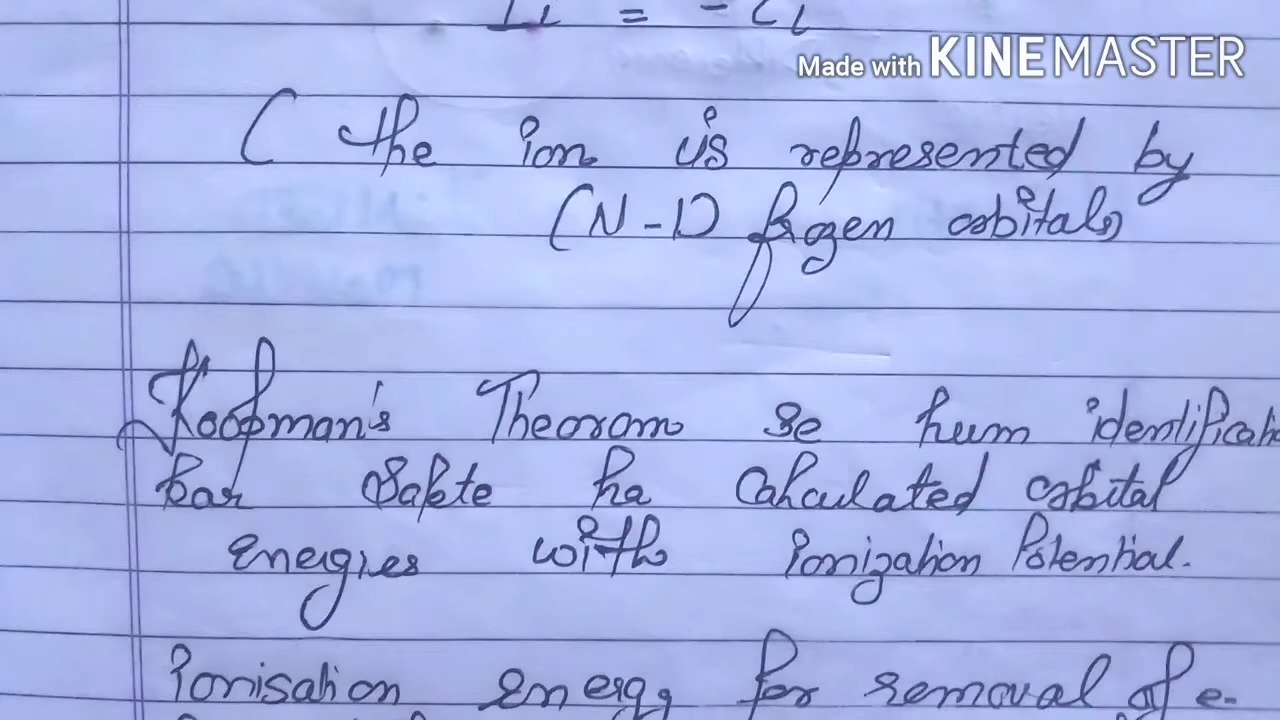 Made with KINEMASTER
( the ion is represented by
(N-1) frozen orbitals)
Koopman's Theorom se hum identificati
kar sakte ha Calculated orbital
energies with ionization Potential.
ionisation energy for removal of e-